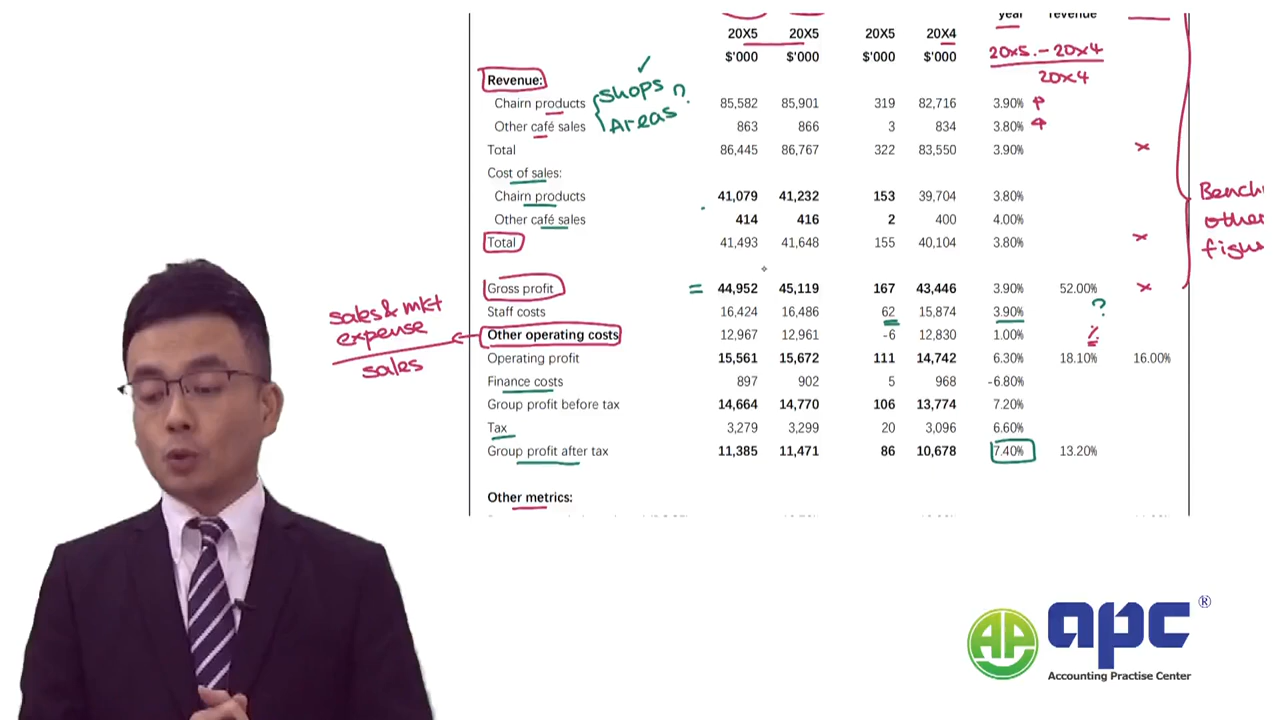 year revenue
20X5 20X5 20X5 20X4
$'000 $'000 $'000 $'000
20X5 - 20X4
20X4
Revenue:
Chairn products 85,582 85,901 319 82,716 3.90%
Other café sales 863 866 3 834 3.80%
Total 86,445 86,767 322 83,550 3.90%
shops ?
Areas
Cost of sales:
Chairn products 41,079 41,232 153 39,704 3.80%
Other café sales 414 416 2 400 4.00%
Total 41,493 41,648 155 40,104 3.80%
other
Gross profit = 44,952 45,119 167 43,446 3.90% 52.00%
Staff costs 16,424 16,486 62 15,874 3.90% ?
Other operating costs 12,967 12,961 -6 12,830 1.00% %
sales & mkt
expense
sales
Operating profit 15,561 15,672 111 14,742 6.30% 18.10% 16.00%
Finance costs 897 902 5 968 -6.80%
Group profit before tax 14,664 14,770 106 13,774 7.20%
Tax 3,279 3,299 20 3,096 6.60%
Group profit after tax 11,385 11,471 86 10,678 7.40% 13.20%
Other metrics:
AP apc ®
Accounting Practise Center